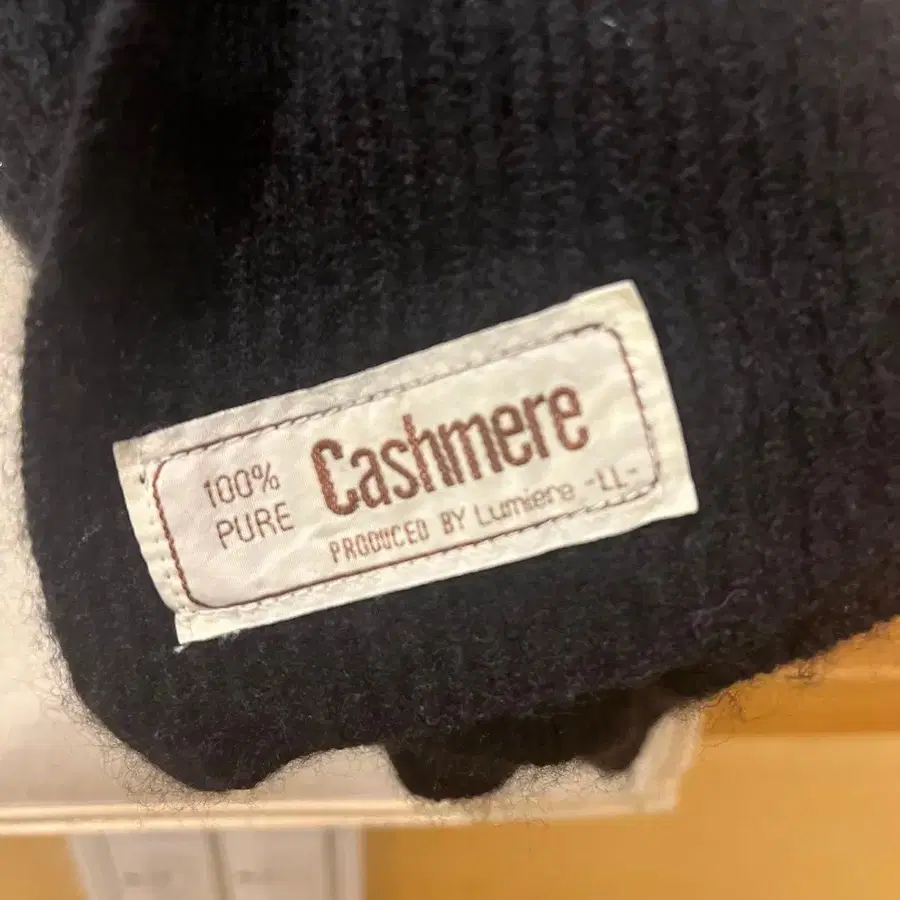 100%
PURE
Cashmere
PRODUCED BY Lumiere -LL-